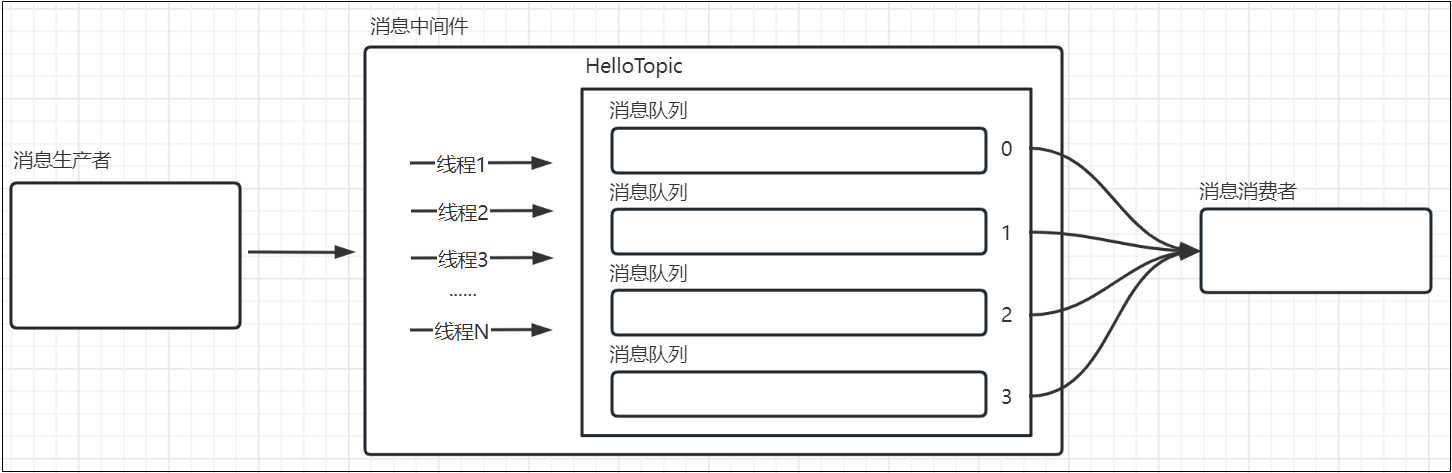 消息中间件
HelloTopic
消息队列
0
消息生产者
线程1
消息队列
线程2
1
消息消费者
线程3
消息队列
......
2
线程N
消息队列
3